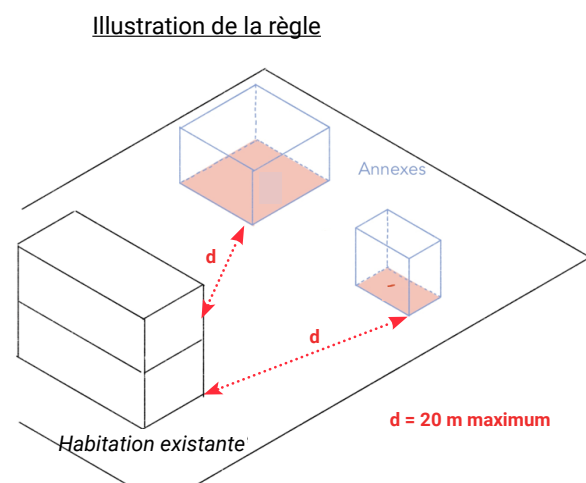 Illustration de la règle
Annexes
d
d
d = 20 m maximum
Habitation existante